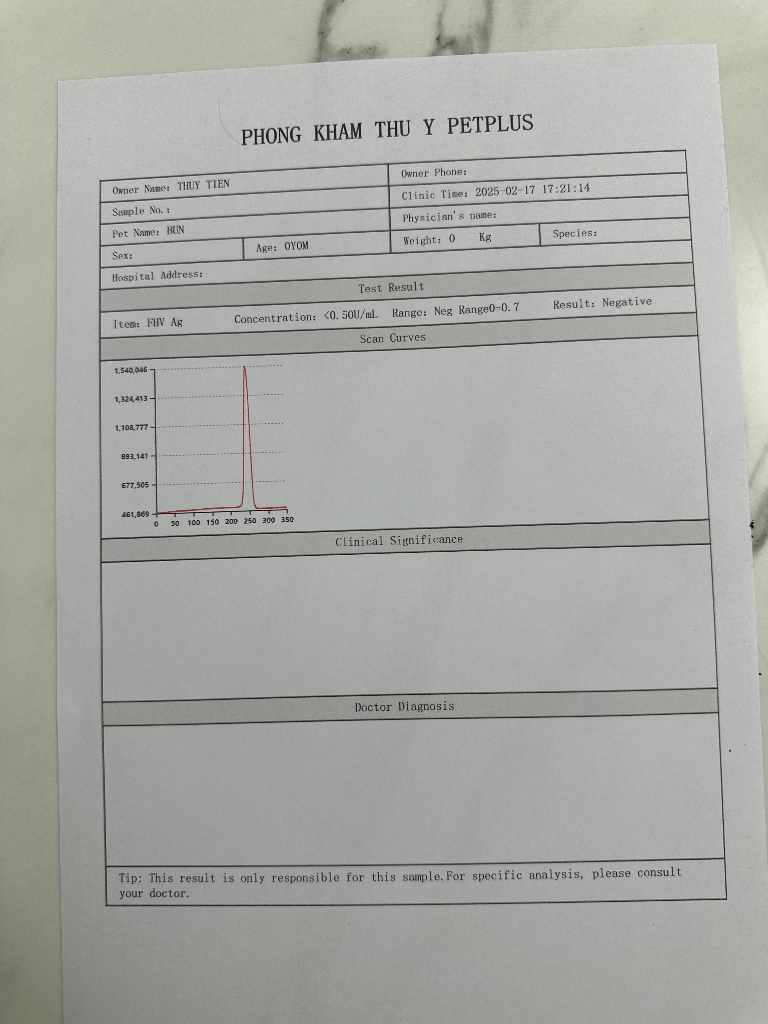 PHONG KHAM THU Y PETPLUS
Owner Name: THUY TIEN
Owner Phone:
Sample No.:
Clinic Time: 2025-02-17 17:21:14
Pet Name: BUN
Physician's name:
Sex:
Age: 0Y0M
Weight: 0 Kg
Species:
Hospital Address:
Test Result
Item: FHV Ag Concentration: <0.50U/mL Range: Neg Range0-0.7 Result: Negative
Scan Curves
1,540,046
1,324,413
1,108,777
893,141
677,505
461,869
0 50 100 150 200 250 300 350
Clinical Significance
Doctor Diagnosis
Tip: This result is only responsible for this sample.For specific analysis, please consult
your doctor.